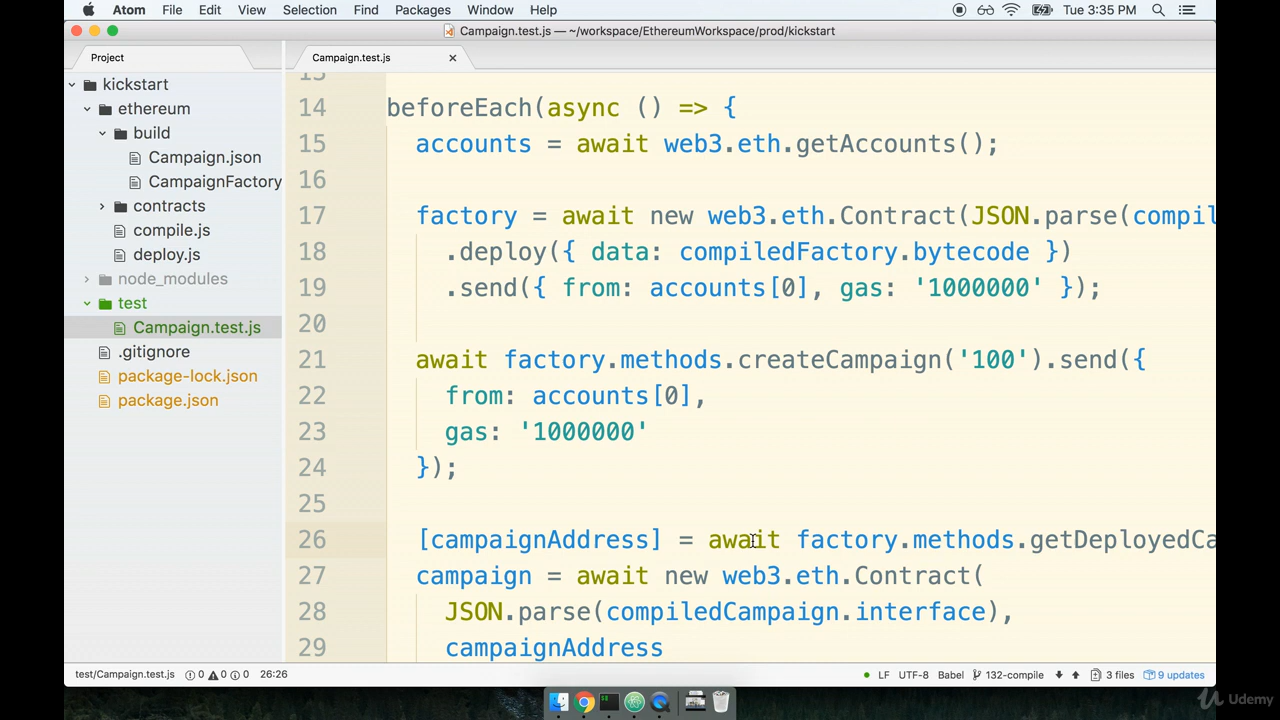 Atom File Edit View Selection Find Packages Window Help Tue 3:35 PM
Campaign.test.js — ~/workspace/EthereumWorkspace/prod/kickstart
Project
Campaign.test.js
kickstart
ethereum
build
Campaign.json
CampaignFactory
contracts
compile.js
deploy.js
node_modules
test
Campaign.test.js
.gitignore
package-lock.json
package.json
13
14 beforeEach(async () => {
15 accounts = await web3.eth.getAccounts();
16
17 factory = await new web3.eth.Contract(JSON.parse(compil
18 .deploy({ data: compiledFactory.bytecode })
19 .send({ from: accounts[0], gas: '1000000' });
20
21 await factory.methods.createCampaign('100').send({
22 from: accounts[0],
23 gas: '1000000'
24 });
25
26 [campaignAddress] = await factory.methods.getDeployedCa
27 campaign = await new web3.eth.Contract(
28 JSON.parse(compiledCampaign.interface),
29 campaignAddress
test/Campaign.test.js 0 0 0 26:26 LF UTF-8 Babel 132-compile 3 files 9 updates
Udemy